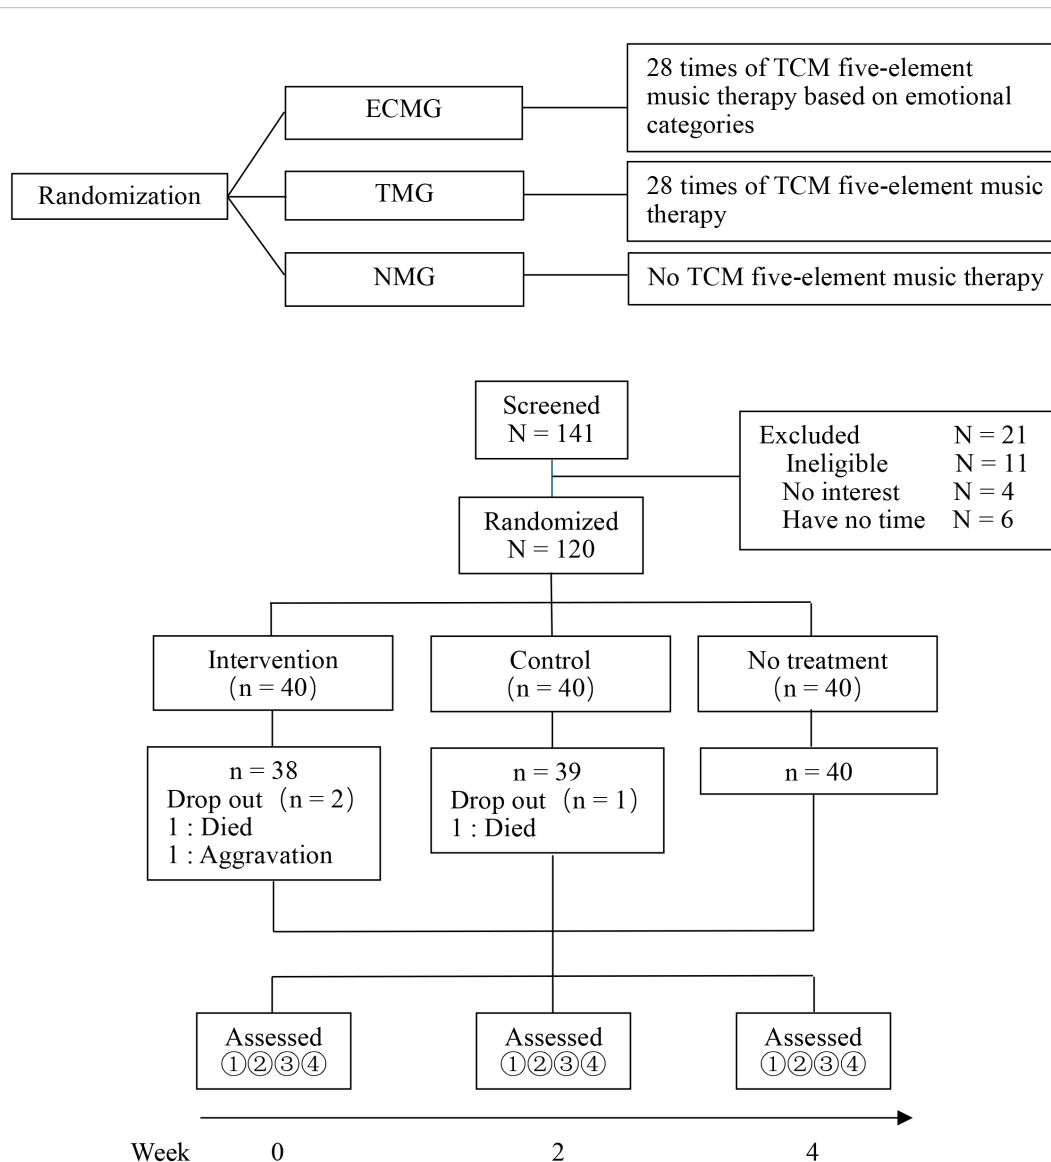 Randomization
ECMG
28 times of TCM five-element
music therapy based on emotional
categories
TMG
28 times of TCM five-element music
therapy
NMG
No TCM five-element music therapy
Screened
N = 141
Excluded N = 21
Ineligible N = 11
No interest N = 4
Have no time N = 6
Randomized
N = 120
Intervention
(n = 40)
Control
(n = 40)
No treatment
(n = 40)
n = 38
Drop out (n = 2)
1 : Died
1 : Aggravation
n = 39
Drop out (n = 1)
1 : Died
n = 40
Assessed
①②③④
Assessed
①②③④
Assessed
①②③④
Week 0 2 4